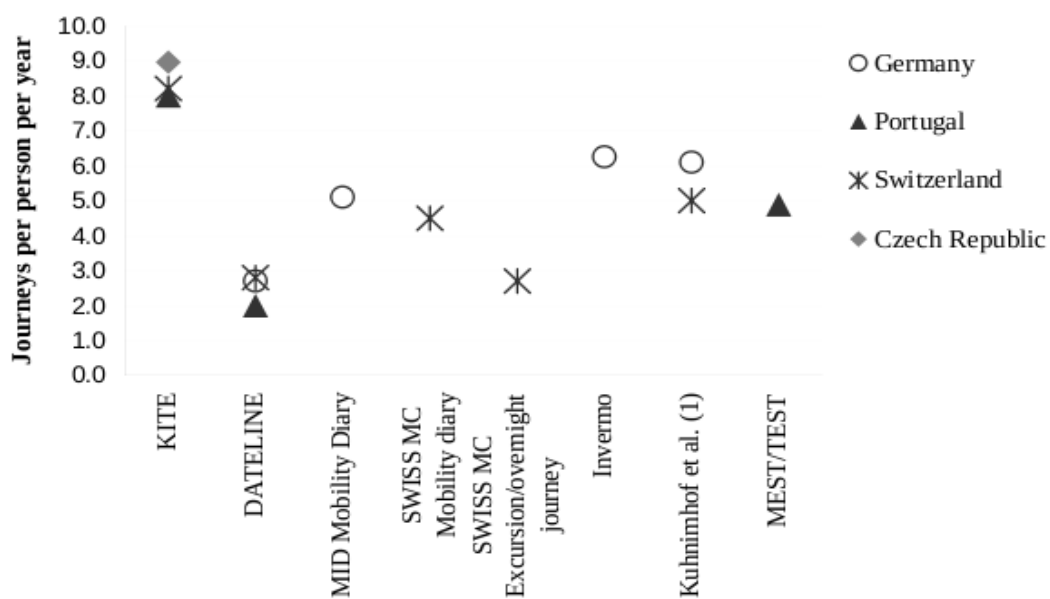 Journeys per person per year
10.0
9.0
8.0
7.0
6.0
5.0
4.0
3.0
2.0
1.0
0.0
KITE
DATELINE
MID Mobility Diary
SWISS MC
Mobility diary
SWISS MC
Excursion/overnight
journey
Invermo
Kuhnimhof et al. (1)
MEST/TEST
Germany
Portugal
Switzerland
Czech Republic